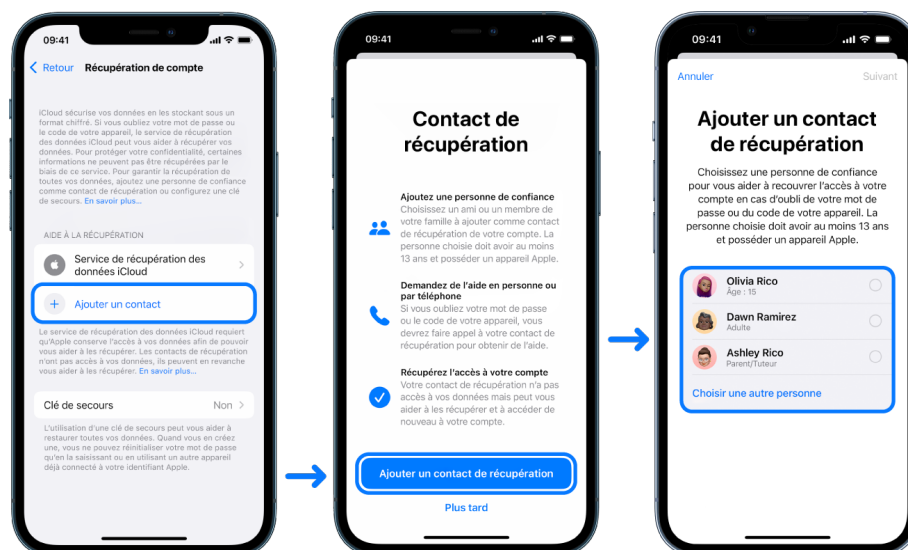 09:41
Retour
Récupération de compte
iCloud sécurise vos données en les stockant sous un
format chiffré. Si vous oubliez votre mot de passe ou
le code de votre appareil, le service de récupération
des données iCloud peut vous aider à récupérer vos
données. Pour protéger votre confidentialité, certaines
informations ne peuvent pas être récupérées par le
biais de ce service. Pour garantir la récupération de
toutes vos données, ajoutez une personne de confiance
comme contact de récupération ou configurez une clé
de secours. En savoir plus...
AIDE À LA RÉCUPÉRATION
Service de récupération des
données iCloud
Ajouter un contact
Le service de récupération des données iCloud requiert
qu'Apple conserve l'accès à vos données afin de pouvoir
vous aider à les récupérer. Les contacts de récupération
n'ont pas accès à vos données, ils peuvent en revanche
vous aider à les récupérer. En savoir plus...
Clé de secours Non
L'utilisation d'une clé de secours peut vous aider à
restaurer toutes vos données. Quand vous en créez
une, vous ne pouvez réinitialiser votre mot de passe
qu'en la saisissant ou en utilisant un autre appareil
déjà connecté à votre identifiant Apple.
09:41
Contact de
récupération
Ajoutez une personne de confiance
Choisissez un ami ou un membre de
votre famille à ajouter comme contact
de récupération de votre compte. La
personne choisie doit avoir au moins
13 ans et posséder un appareil Apple.
Demandez de l'aide en personne ou
par téléphone
Si vous oubliez votre mot de passe
ou le code de votre appareil, vous
devrez faire appel à votre contact de
récupération pour obtenir de l'aide.
Récupérez l'accès à votre compte
Votre contact de récupération n'a pas
accès à vos données mais peut vous
aider à les récupérer et à accéder de
nouveau à votre compte.
Ajouter un contact de récupération
Plus tard
09:41
Annuler
Suivant
Ajouter un contact
de récupération
Choisissez une personne de confiance
pour vous aider à recouvrer l'accès à votre
compte en cas d'oubli de votre mot de
passe ou du code de votre appareil. La
personne choisie doit avoir au moins 13 ans
et posséder un appareil Apple.
Olivia Rico
Âge : 15
Dawn Ramirez
Adulte
Ashley Rico
Parent/Tuteur
Choisir une autre personne